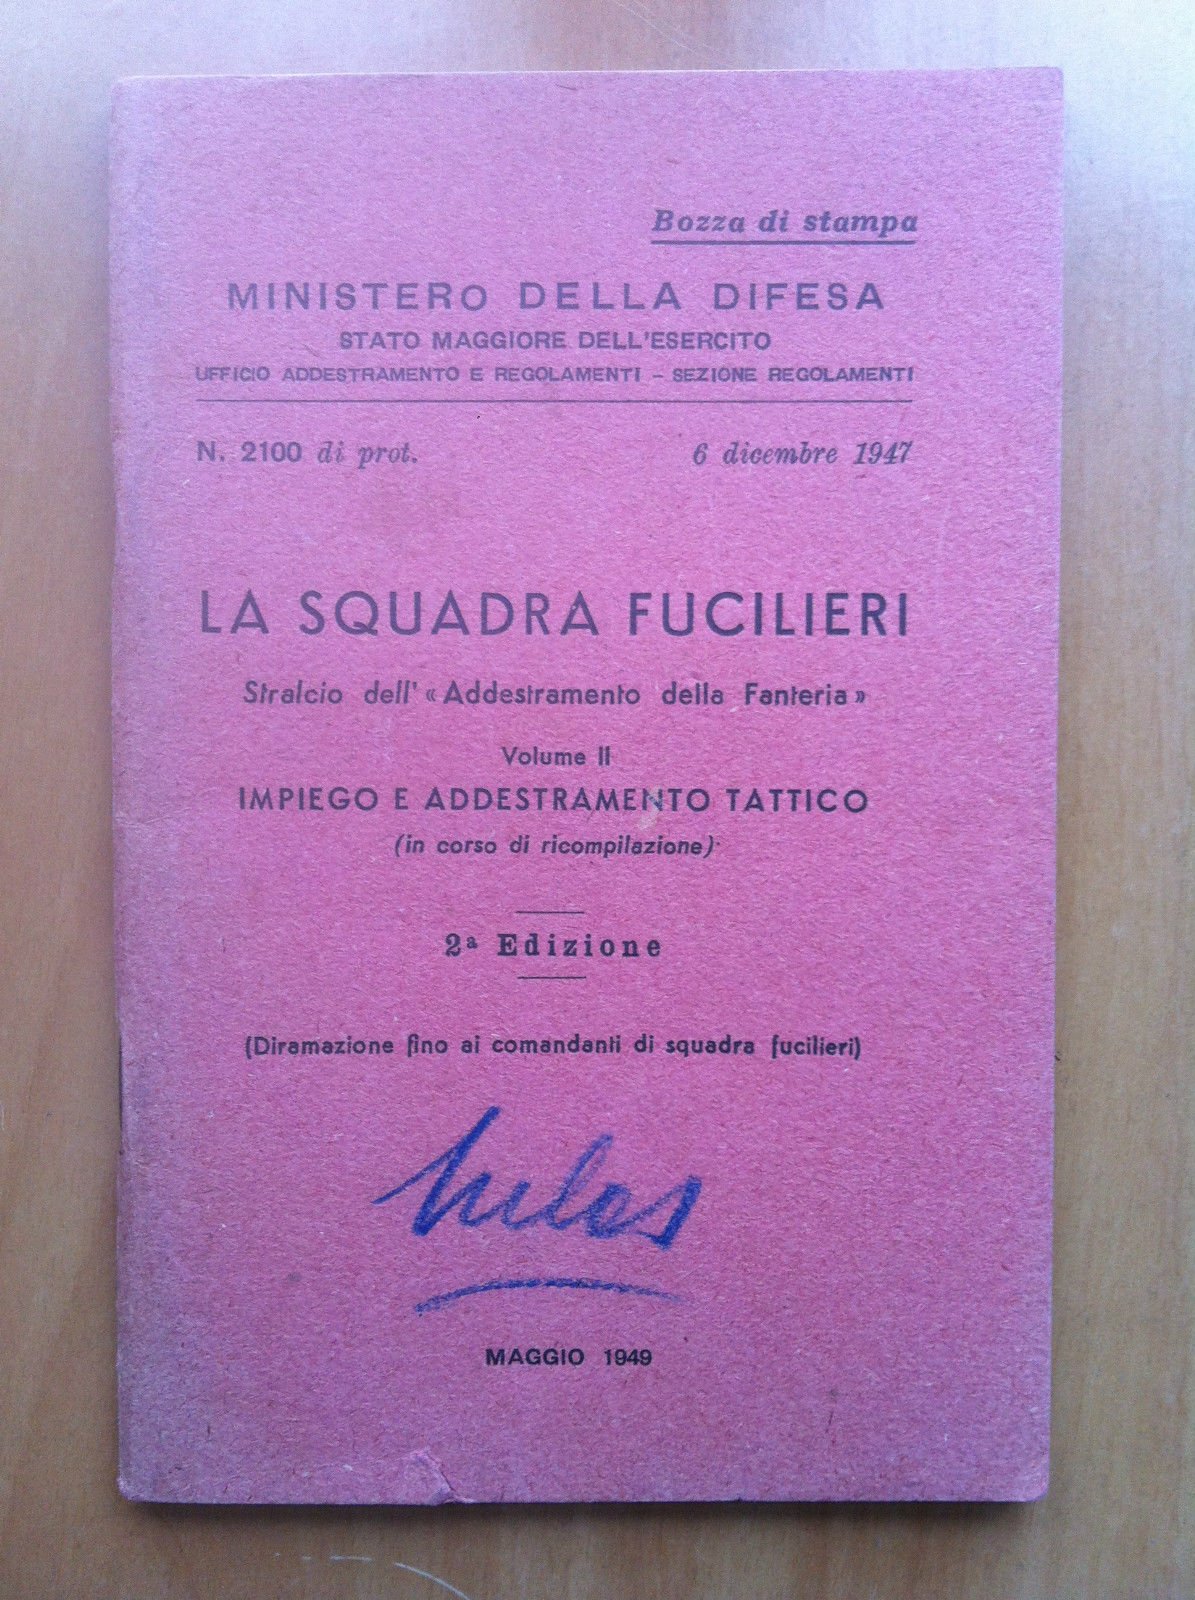 Bozza di stampa
MINISTERO DELLA DIFESA
STATO MAGGIORE DELL'ESERCITO
UFFICIO ADDESTRAMENTO E REGOLAMENTI – SEZIONE REGOLAMENTI
N. 2100 di prot. 6 dicembre 1947
LA SQUADRA FUCILIERI
Stralcio dell' « Addestramento della Fanteria »
Volume II
IMPIEGO E ADDESTRAMENTO TATTICO
(in corso di ricompilazione)
2ª Edizione
(Diramazione fino ai comandanti di squadra fucilieri)
MAGGIO 1949